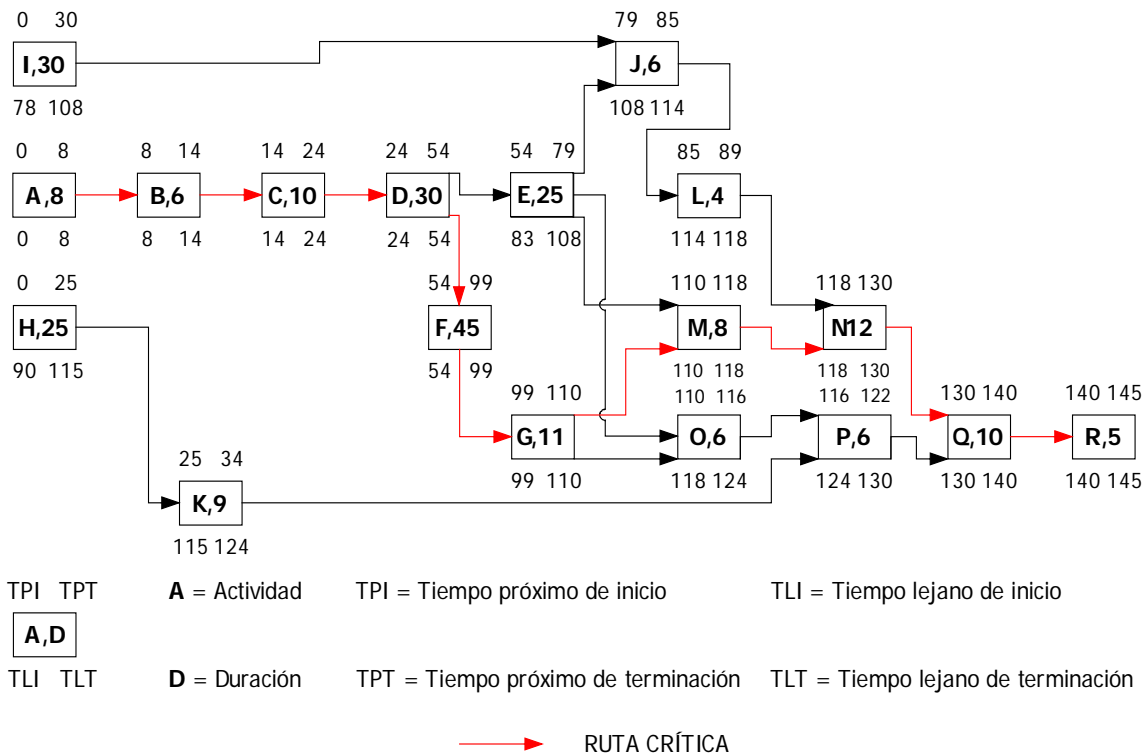 0 30
79 85
I,30
J,6
78 108
108 114
0 8
8 14
14 24
24 54
54 79
85 89
A,8
B,6
C,10
D,30
E,25
L,4
0 8
8 14
14 24
24 54
83 108
114 118
0 25
54 99
110 118
118 130
H,25
F,45
M,8
N12
90 115
54 99
110 118
118 130
99 110
110 116
116 122
130 140
140 145
G,11
O,6
P,6
Q,10
R,5
99 110
118 124
124 130
130 140
140 145
25 34
K,9
115 124
TPI TPT A = Actividad TPI = Tiempo próximo de inicio TLI = Tiempo lejano de inicio
A,D
TLI TLT D = Duración TPT = Tiempo próximo de terminación TLT = Tiempo lejano de terminación
RUTA CRÍTICA